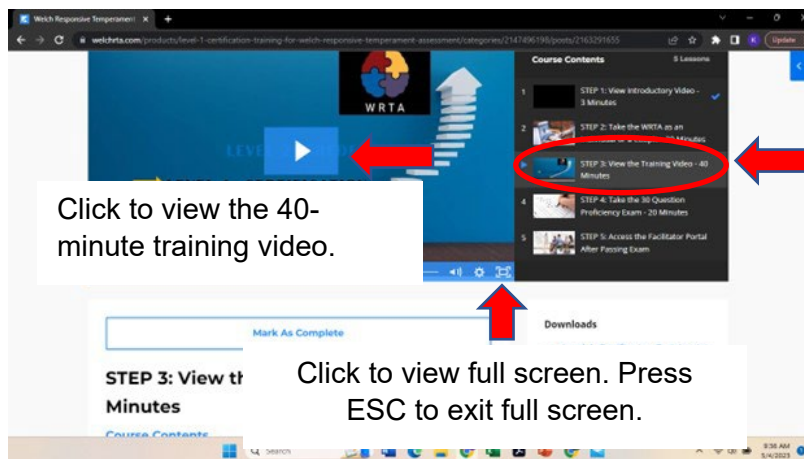 Welch Responsive Temperament
welchrta.com/products/level-1-certification-training-for-welch-responsive-temperament-assessment/categories/2147496198/posts/2163291655
Update
WRTA
LEVE
Click to view the 40-
minute training video.
Course Contents
5 Lessons
1
STEP 1: View Introductory Video -
3 Minutes
2
STEP 2: Take the WRTA as an
Minutes
STEP 3: View the Training Video - 40
Minutes
4
STEP 4: Take the 30 Question
Proficiency Exam - 20 Minutes
5
STEP 5: Access the Facilitator Portal
After Passing Exam
Mark As Complete
Downloads
STEP 3: View th
Minutes
Course Contents
Click to view full screen. Press
ESC to exit full screen.
Search
9:36 AM
5/4/2023